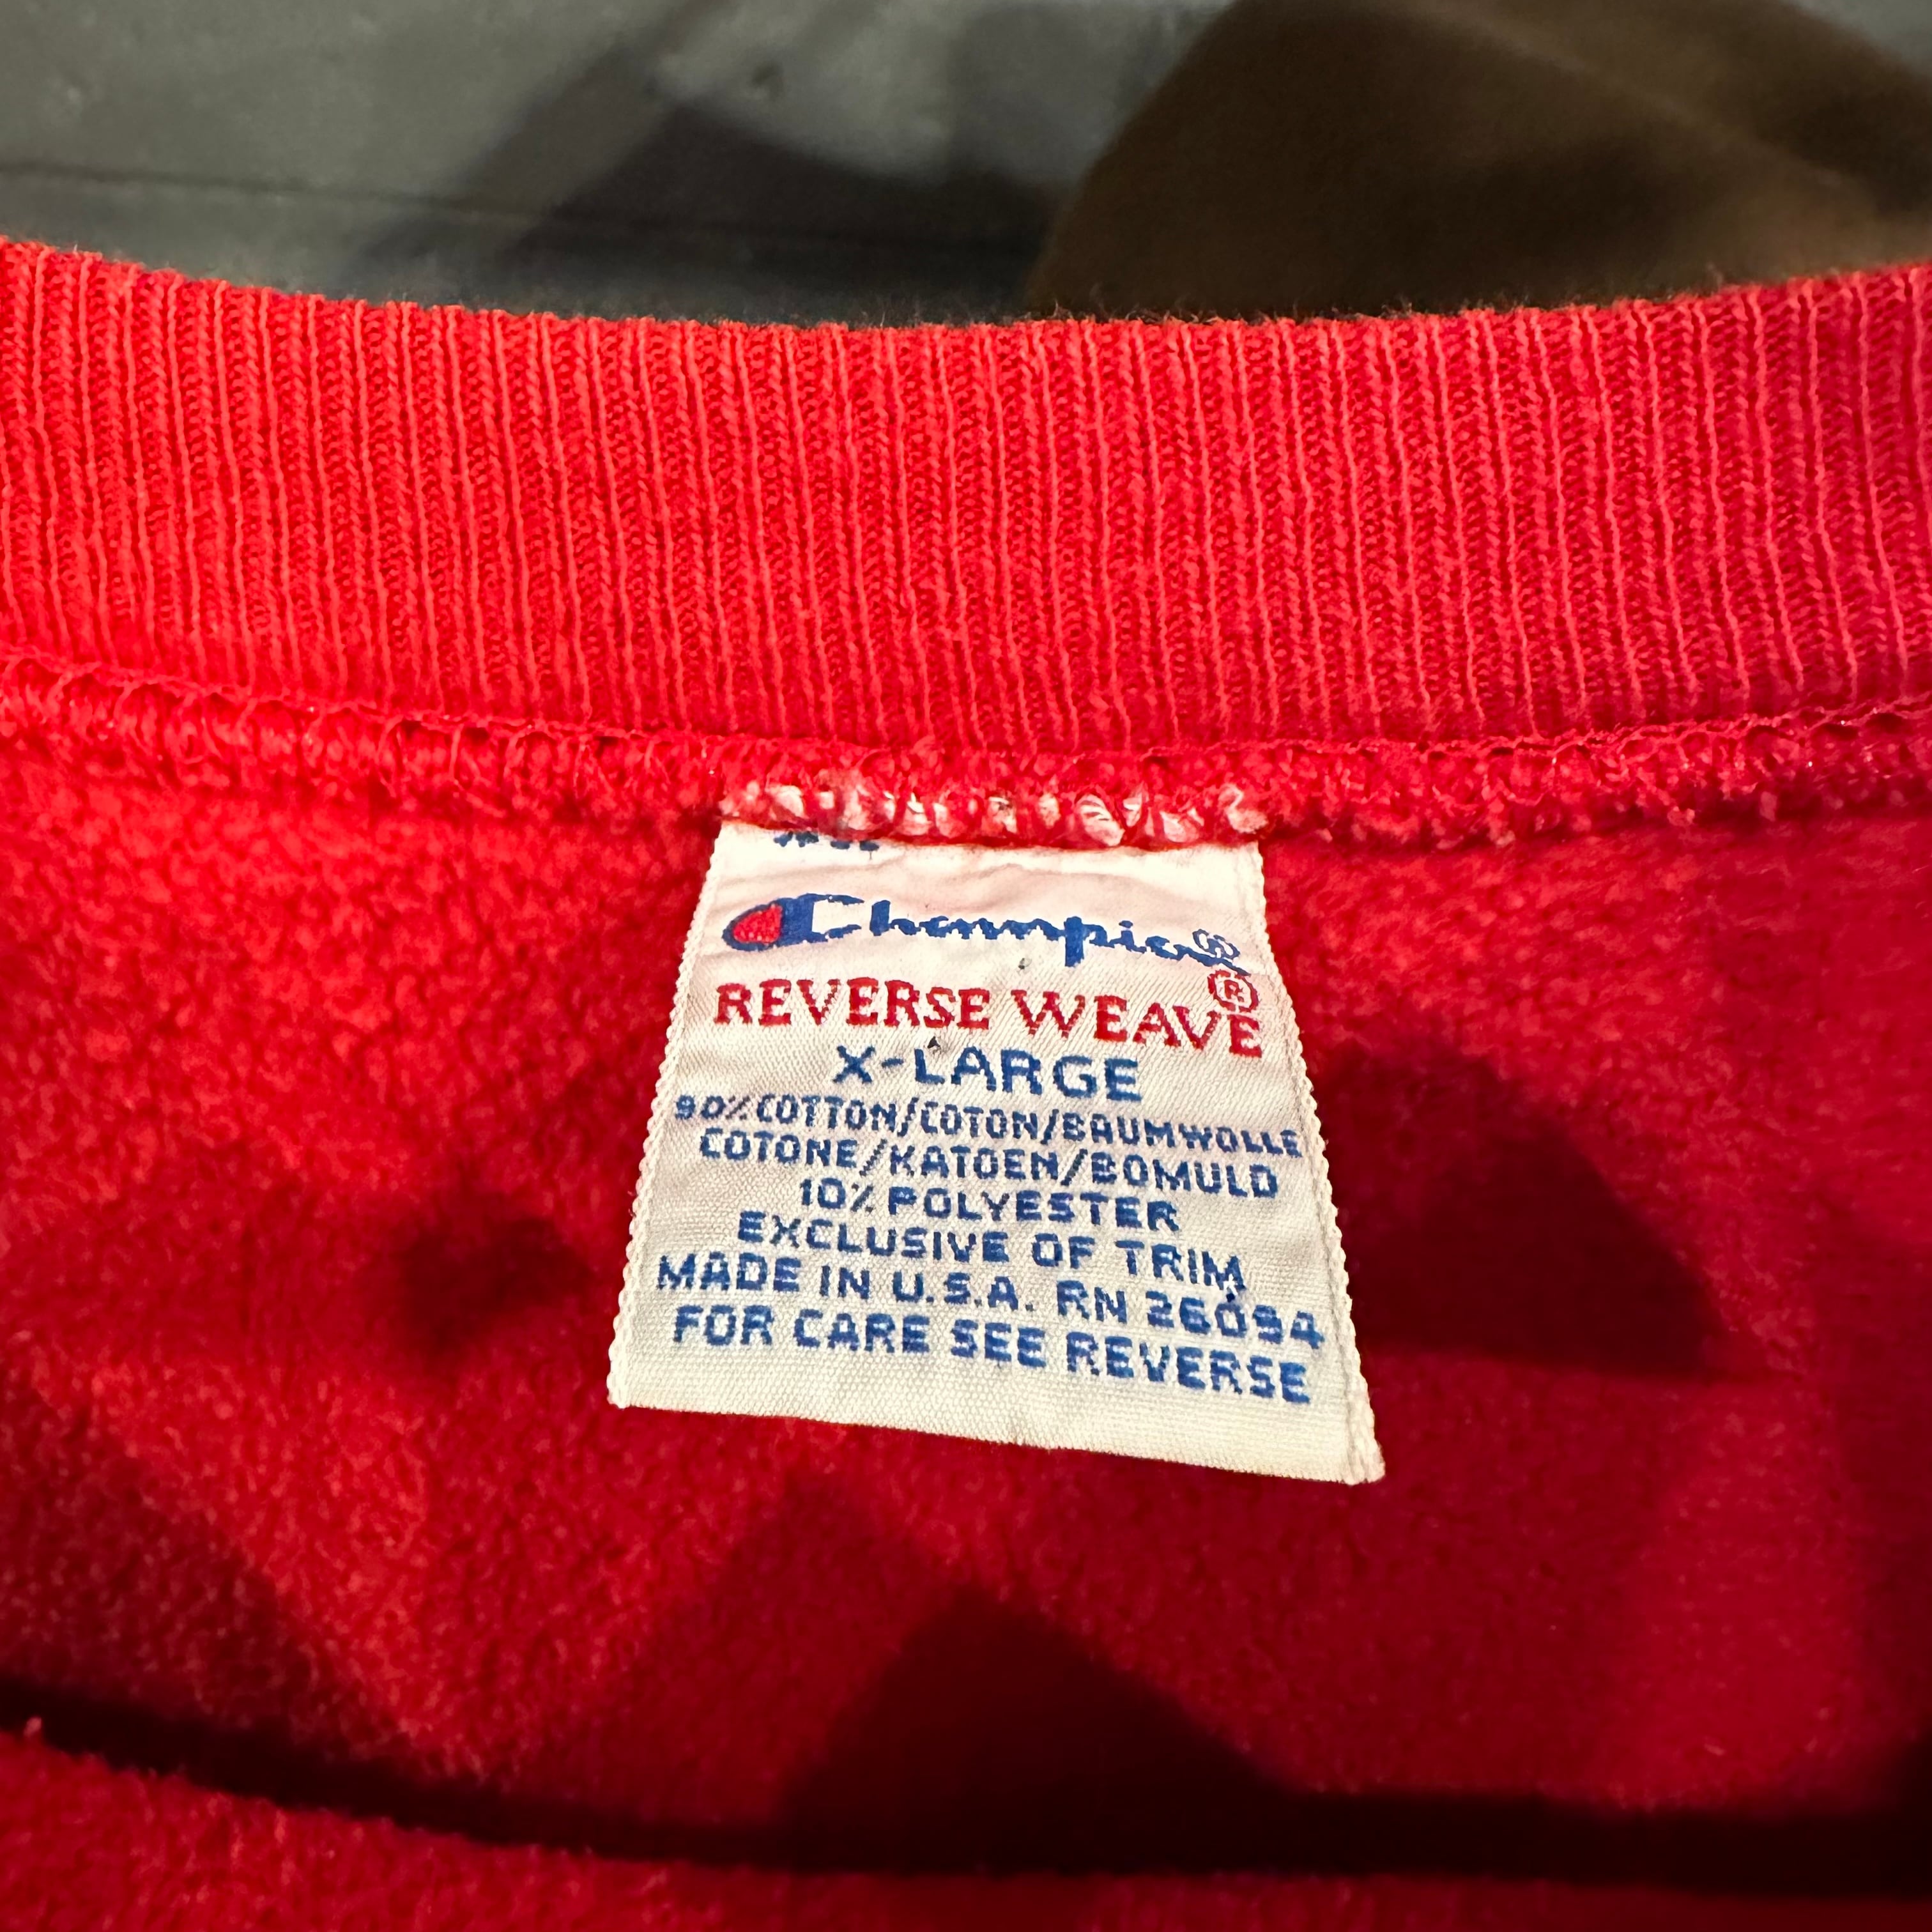 Champion®
REVERSE WEAVE®
X-LARGE
90% COTTON/COTON/BAUMWOLLE
COTONE/KATOEN/BOMULD
10% POLYESTER
EXCLUSIVE OF TRIM
MADE IN U.S.A. RN 26094
FOR CARE SEE REVERSE